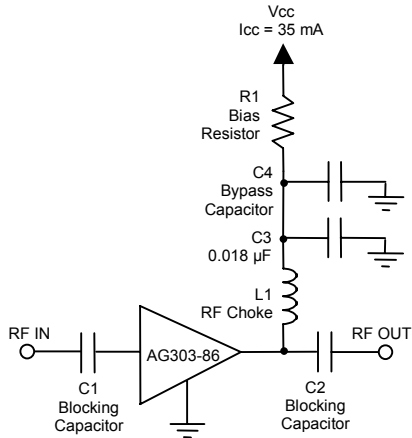 Vcc
Icc = 35 mA
R1
Bias
Resistor
C4
Bypass
Capacitor
C3
0.018 µF
L1
RF Choke
RF IN
AG303-86
RF OUT
C1
Blocking
Capacitor
C2
Blocking
Capacitor